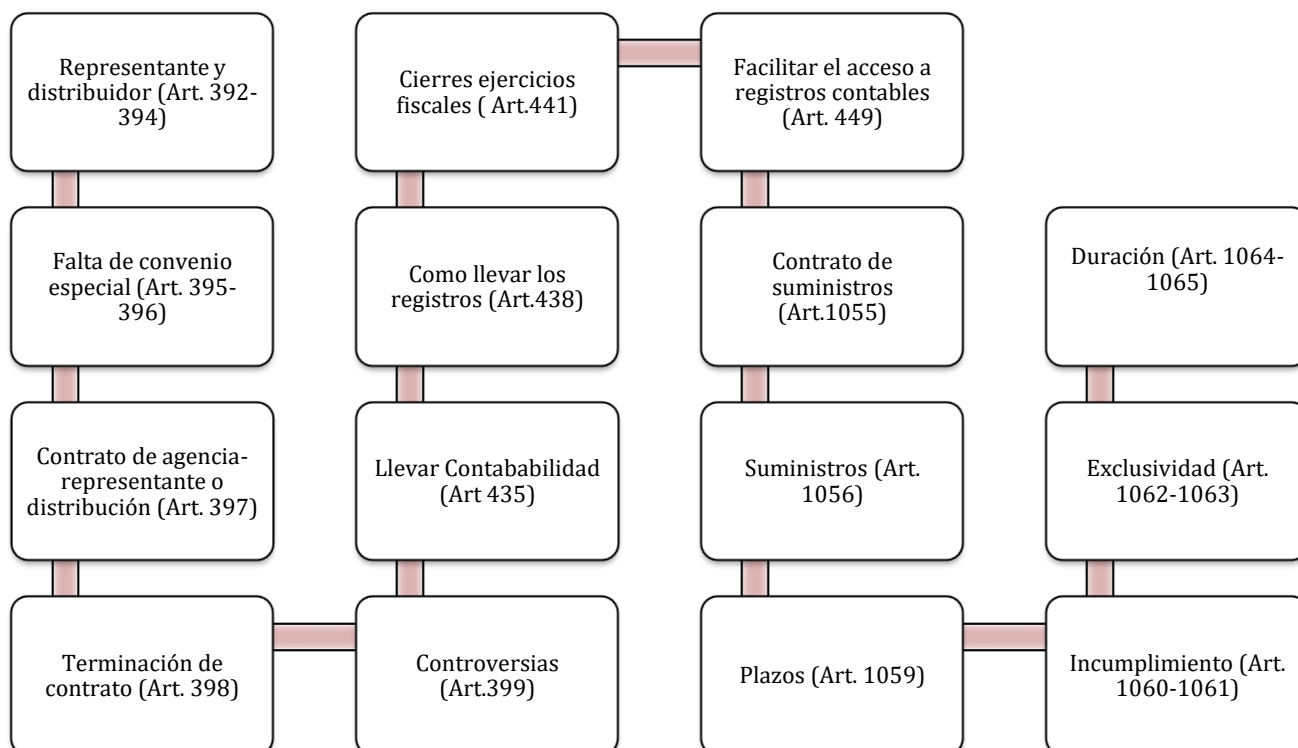 Representante y
distribuidor (Art. 392-
394)
Falta de convenio
especial (Art. 395-
396)
Contrato de agencia-
representante o
distribución (Art. 397)
Terminación de
contrato (Art. 398)
Controversias
(Art.399)
Llevar Contababilidad
(Art 435)
Como llevar los
registros (Art.438)
Cierres ejercicios
fiscales ( Art.441)
Facilitar el acceso a
registros contables
(Art. 449)
Contrato de
suministros
(Art.1055)
Suministros (Art.
1056)
Plazos (Art. 1059)
Incumplimiento (Art.
1060-1061)
Exclusividad (Art.
1062-1063)
Duración (Art. 1064-
1065)